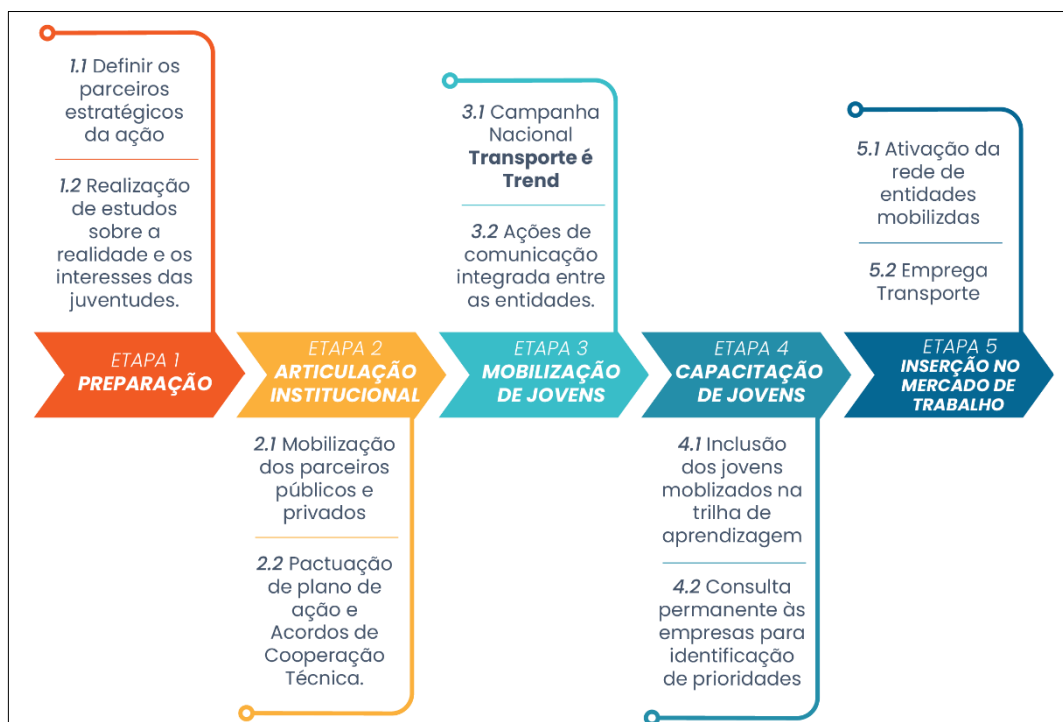 1.1 Definir os
parceiros
estratégicos
da ação
1.2 Realização
de estudos
sobre a
realidade e os
interesses das
juventudes.
3.1 Campanha
Nacional
Transporte é
Trend
3.2 Ações de
comunicação
integrada entre
as entidades.
5.1 Ativação da
rede de
entidades
mobilizdas
5.2 Emprega
Transporte
ETAPA 1
PREPARAÇÃO
ETAPA 2
ARTICULAÇÃO
INSTITUCIONAL
ETAPA 3
MOBILIZAÇÃO
DE JOVENS
ETAPA 4
CAPACITAÇÃO
DE JOVENS
ETAPA 5
INSERÇÃO NO
MERCADO DE
TRABALHO
2.1 Mobilização
dos parceiros
públicos e
privados
2.2 Pactuação
de plano de
ação e
Acordos de
Cooperação
Técnica.
4.1 Inclusão
dos jovens
moblizados na
trilha de
aprendizagem
4.2 Consulta
permanente às
empresas para
identificação
de prioridades